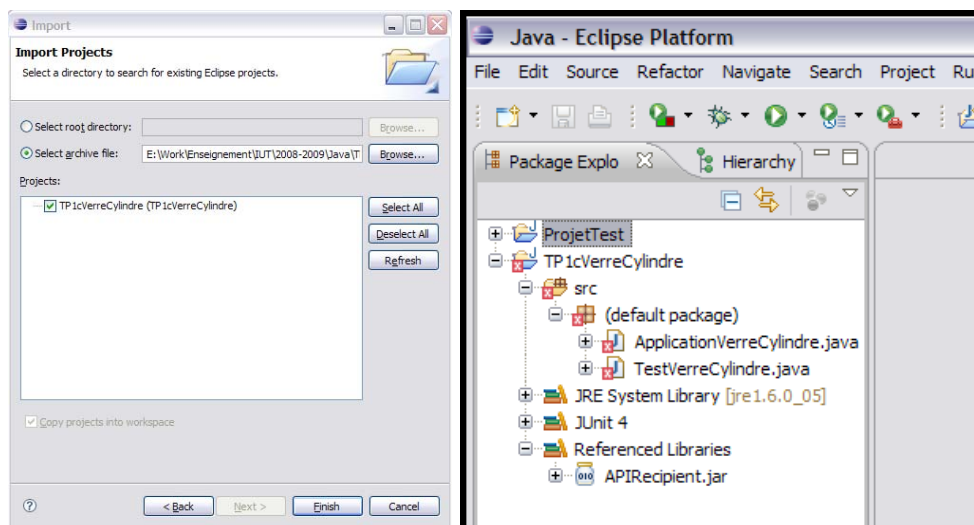 Import
Import Projects
Select a directory to search for existing Eclipse projects.
Select root directory:
Browse...
Select archive file:
E:\Work\Enseignement\IUT\2008-2009\Java\T
Browse...
Projects:
TP1cVerreCylindre (TP1cVerreCylindre)
Select All
Deselect All
Refresh
Copy projects into workspace
?
< Back
Next >
Finish
Cancel
Java - Eclipse Platform
File Edit Source Refactor Navigate Search Project Ru
Package Explo
Hierarchy
ProjetTest
TP1cVerreCylindre
src
(default package)
ApplicationVerreCylindre.java
TestVerreCylindre.java
JRE System Library [jre1.6.0_05]
JUnit 4
Referenced Libraries
APIRecipient.jar